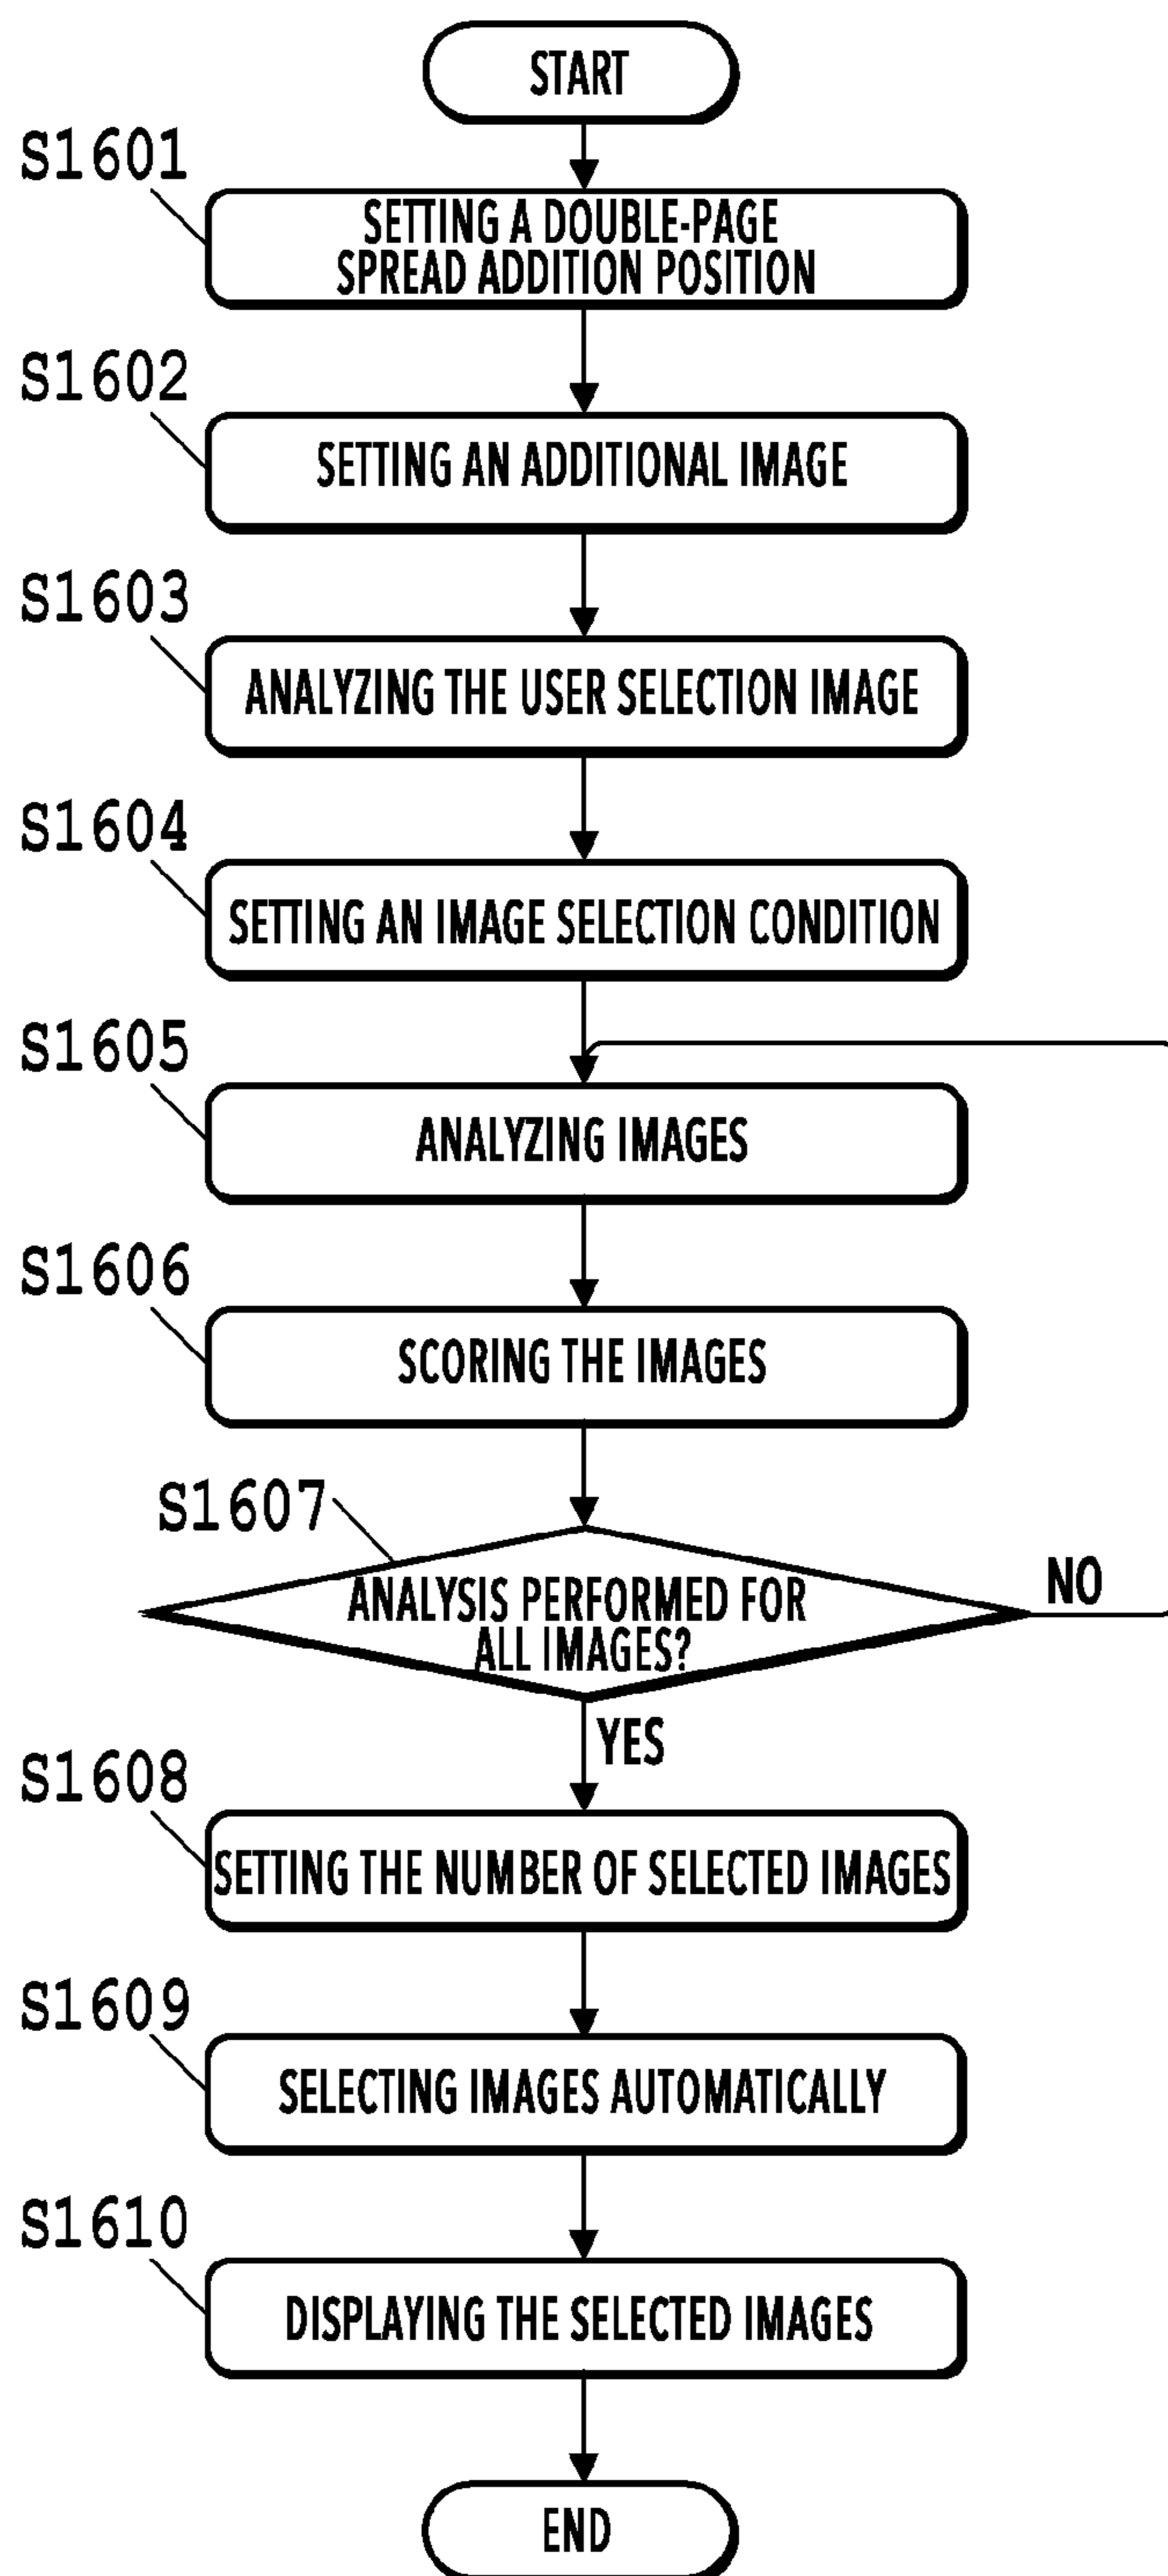 START
S1601
SETTING A DOUBLE-PAGE
SPREAD ADDITION POSITION
S1602
SETTING AN ADDITIONAL IMAGE
S1603
ANALYZING THE USER SELECTION IMAGE
S1604
SETTING AN IMAGE SELECTION CONDITION
S1605
ANALYZING IMAGES
S1606
SCORING THE IMAGES
S1607
ANALYSIS PERFORMED FOR
ALL IMAGES?
NO
YES
S1608
SETTING THE NUMBER OF SELECTED IMAGES
S1609
SELECTING IMAGES AUTOMATICALLY
S1610
DISPLAYING THE SELECTED IMAGES
END